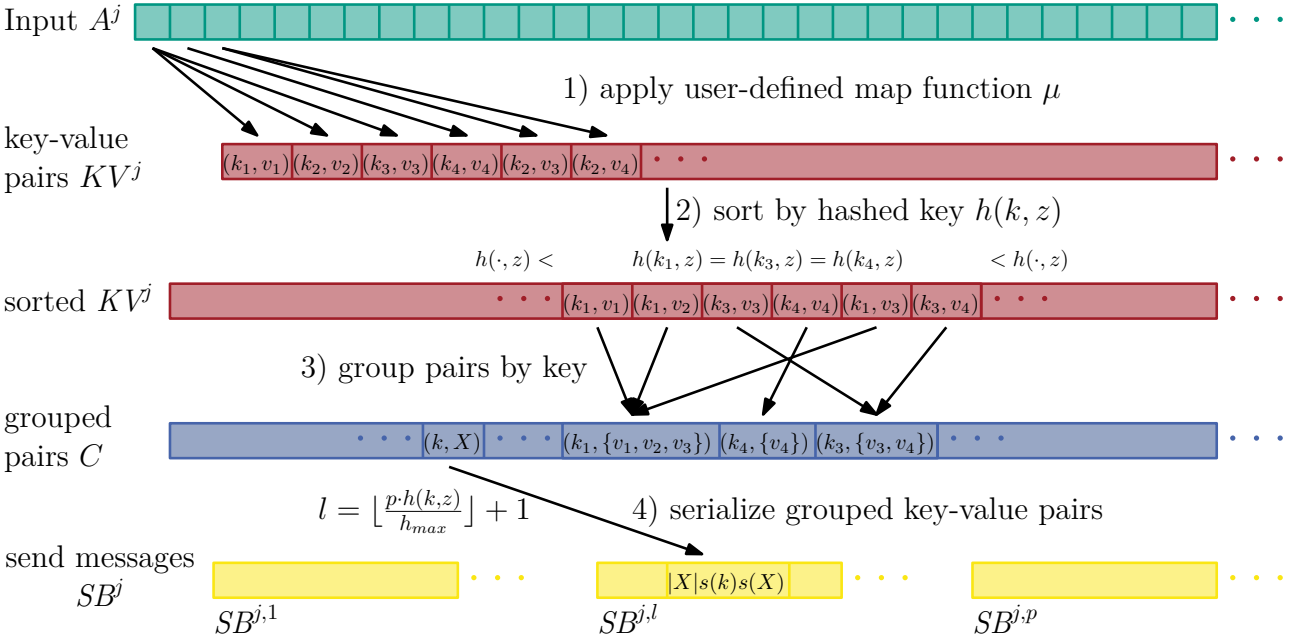 Input A^j
· · ·
1) apply user-defined map function μ
key-value
pairs KV^j
(k_1, v_1) (k_2, v_2) (k_3, v_3) (k_4, v_4) (k_2, v_3) (k_2, v_4) · · ·
· · ·
2) sort by hashed key h(k, z)
h(·, z) < h(k_1, z) = h(k_3, z) = h(k_4, z) < h(·, z)
sorted KV^j
· · · (k_1, v_1) (k_1, v_2) (k_3, v_3) (k_4, v_4) (k_1, v_3) (k_3, v_4) · · ·
· · ·
3) group pairs by key
grouped
pairs C
· · · (k, X) · · · (k_1, {v_1, v_2, v_3}) (k_4, {v_4}) (k_3, {v_3, v_4}) · · ·
· · ·
l = ⌊p·h(k,z)/h_max⌋ + 1
4) serialize grouped key-value pairs
send messages
SB^j
· · · |X|s(k)s(X) · · · · · ·
SB^{j,1} SB^{j,l} SB^{j,p}